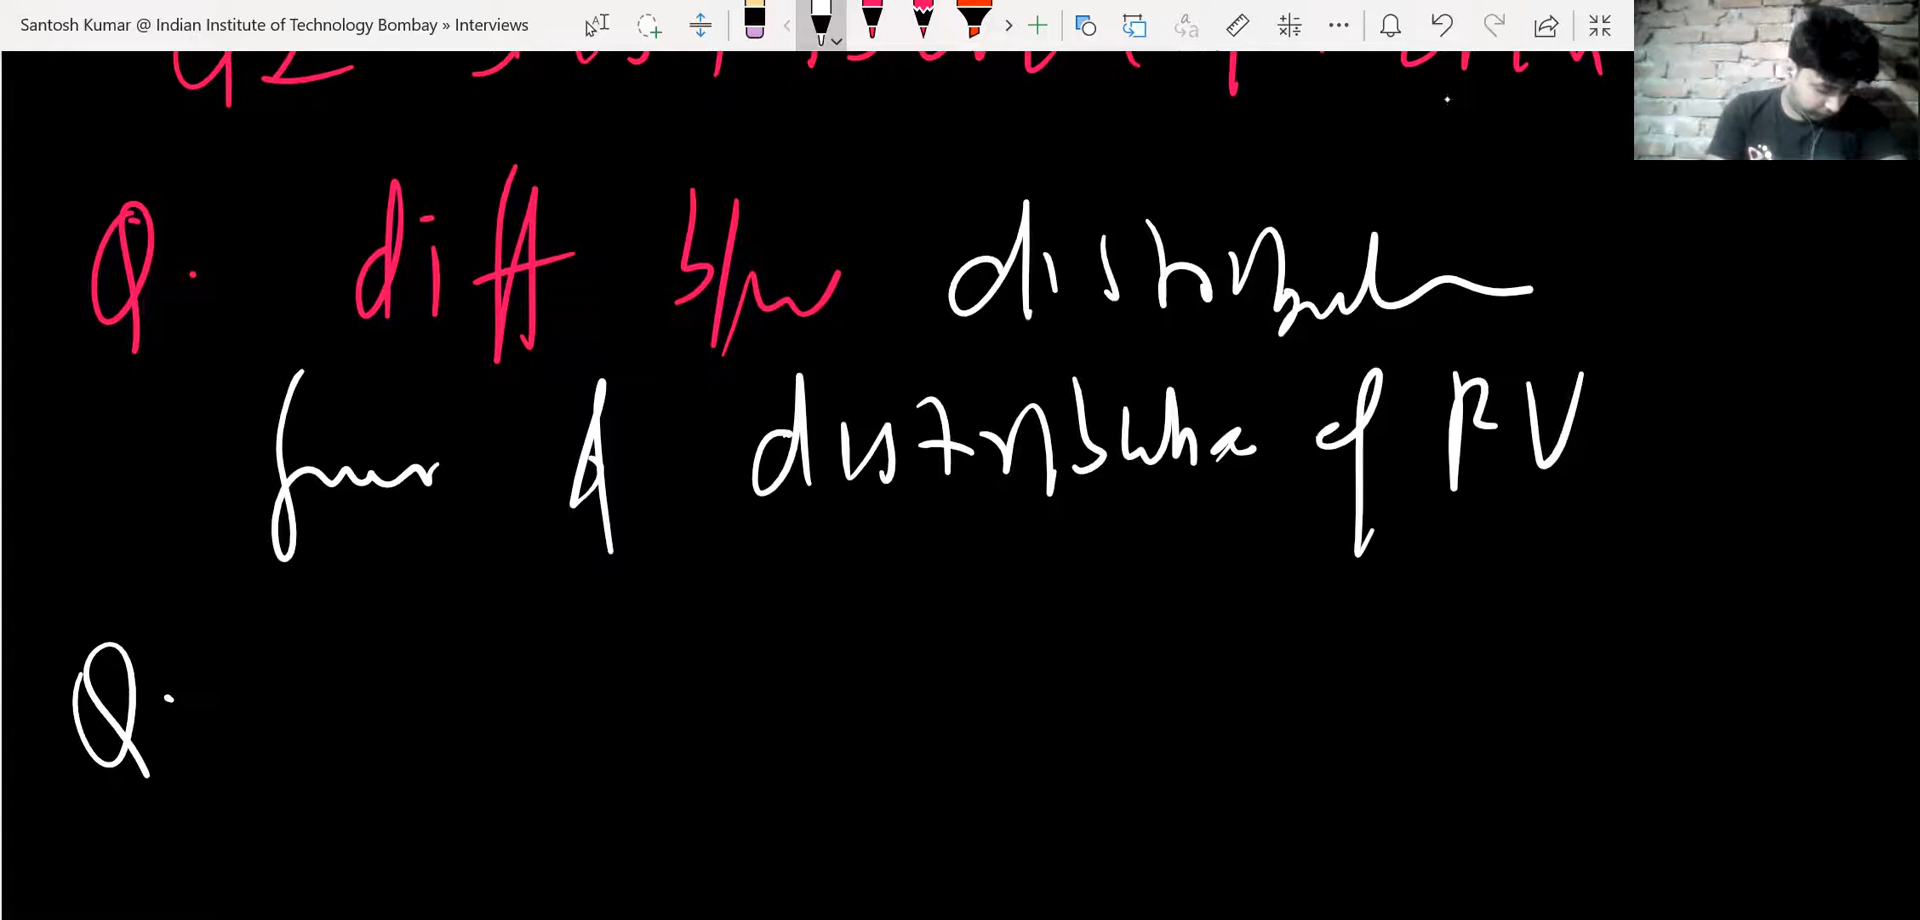 Santosh Kumar @ Indian Institute of Technology Bombay » Interviews
Q. diff b/w distribution
func & distribution of RV
Q.